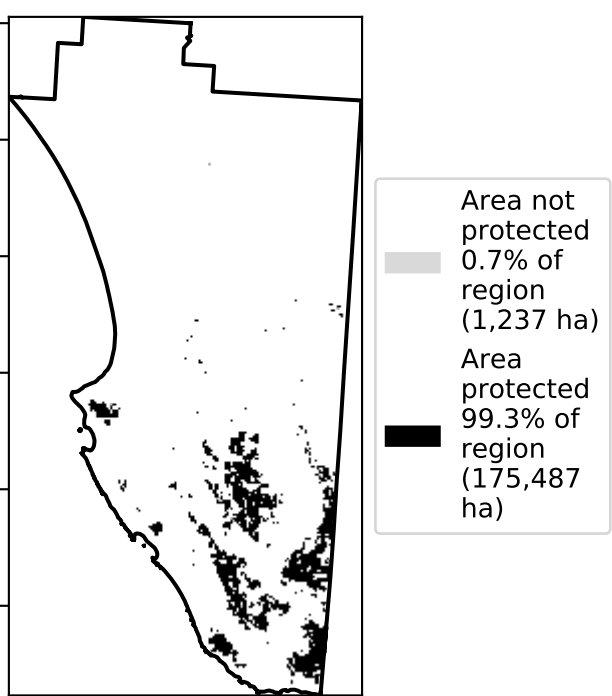 Area not
protected
0.7% of
region
(1,237 ha)
Area
protected
99.3% of
region
(175,487
ha)